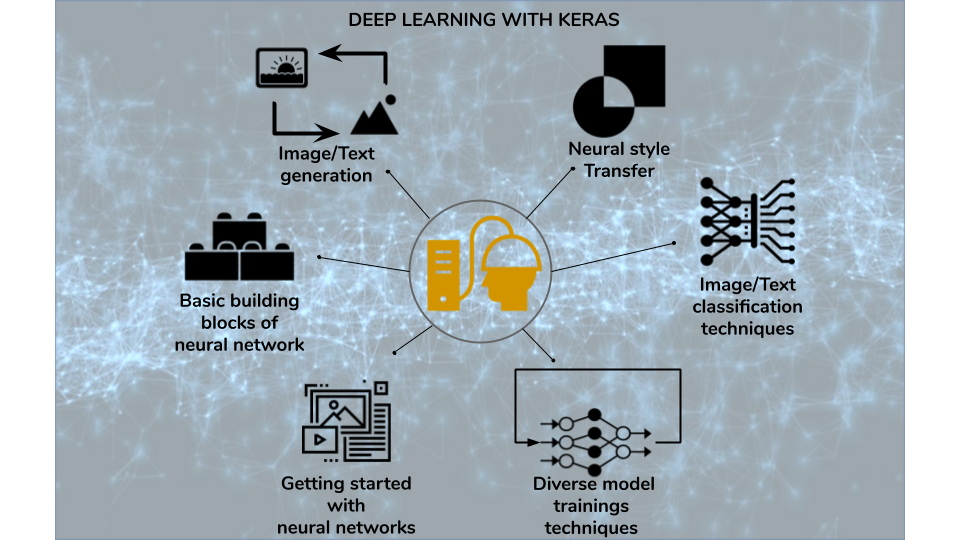 DEEP LEARNING WITH KERAS
Image/Text
generation
Neural style
Transfer
Basic building
blocks of
neural network
Image/Text
classification
techniques
Getting started
with
neural networks
Diverse model
trainings
techniques